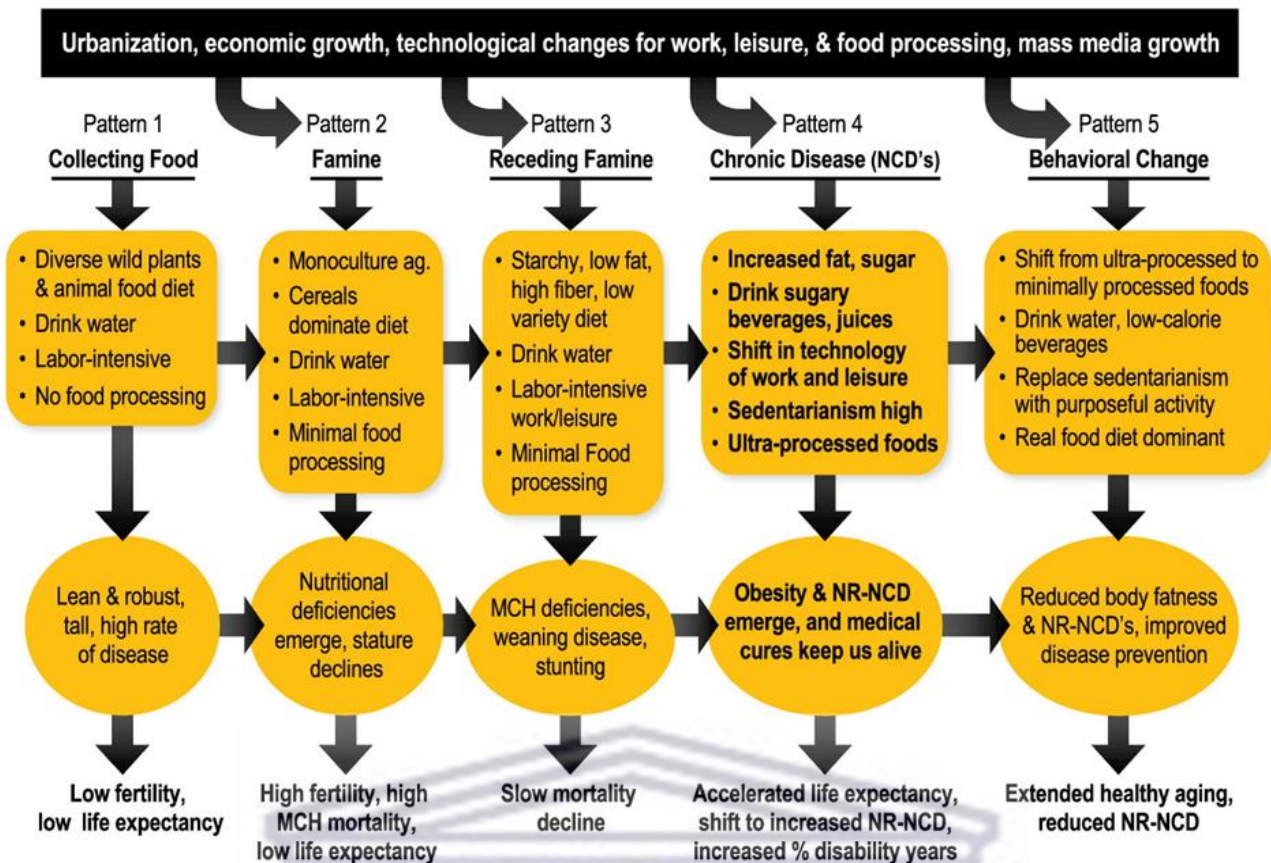 Urbanization, economic growth, technological changes for work, leisure, & food processing, mass media growth
Pattern 1
Collecting Food
• Diverse wild plants
& animal food diet
• Drink water
• Labor-intensive
• No food processing
Lean & robust,
tall, high rate
of disease
Low fertility,
low life expectancy
Pattern 2
Famine
• Monoculture ag.
• Cereals
dominate diet
• Drink water
• Labor-intensive
• Minimal food
processing
Nutritional
deficiencies
emerge, stature
declines
High fertility, high
MCH mortality,
low life expectancy
Pattern 3
Receding Famine
• Starchy, low fat,
high fiber, low
variety diet
• Drink water
• Labor-intensive
work/leisure
• Minimal Food
processing
MCH deficiencies,
weaning disease,
stunting
Slow mortality
decline
Pattern 4
Chronic Disease (NCD's)
• Increased fat, sugar
• Drink sugary
beverages, juices
• Shift in technology
of work and leisure
• Sedentarianism high
• Ultra-processed foods
Obesity & NR-NCD
emerge, and medical
cures keep us alive
Accelerated life expectancy,
shift to increased NR-NCD,
increased % disability years
Pattern 5
Behavioral Change
• Shift from ultra-processed to
minimally processed foods
• Drink water, low-calorie
beverages
• Replace sedentarianism
with purposeful activity
• Real food diet dominant
Reduced body fatness
& NR-NCD's, improved
disease prevention
Extended healthy aging,
reduced NR-NCD